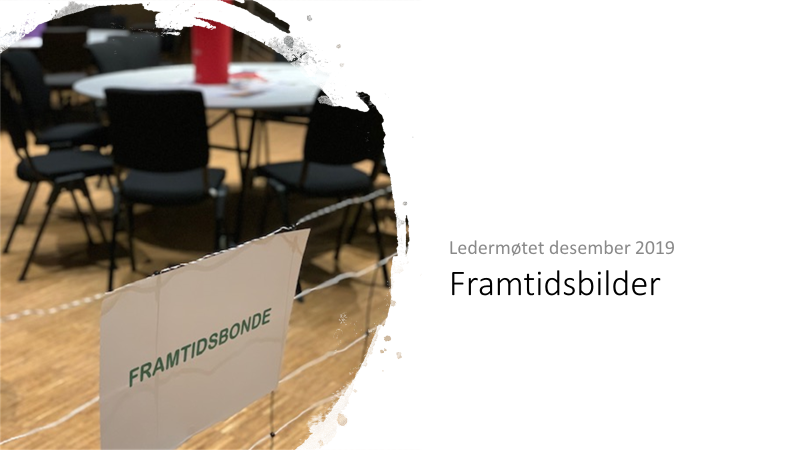 Ledermøtet desember 2019
Framtidsbilder
FRAMTIDSBONDE